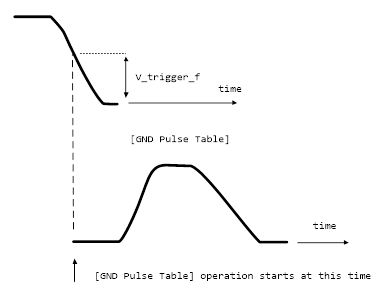 V_trigger_f
time
[GND Pulse Table]
time
[GND Pulse Table] operation starts at this time